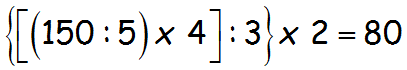 {[(150 : 5) x 4] : 3} x 2 = 80